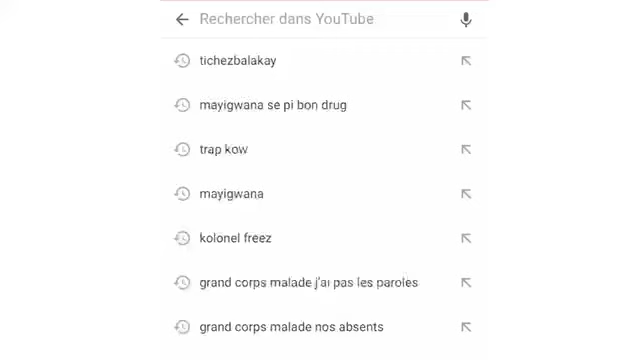 Rechercher dans YouTube
tichezbalakay
mayigwana se pi bon drug
trap kow
mayigwana
kolonel freez
grand corps malade j'ai pas les paroles
grand corps malade nos absents